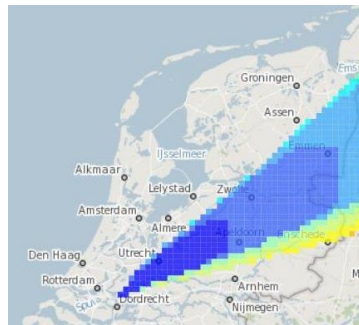 Groningen
Ems
Assen
IJsselmeer
Emmen
Alkmaar
Lelystad
Zwolle
Amsterdam
Almere
Apeldoorn
Enschede
Utrecht
Den Haag
Arnhem
Rotterdam
Dordrecht
Spui
Nijmegen
M